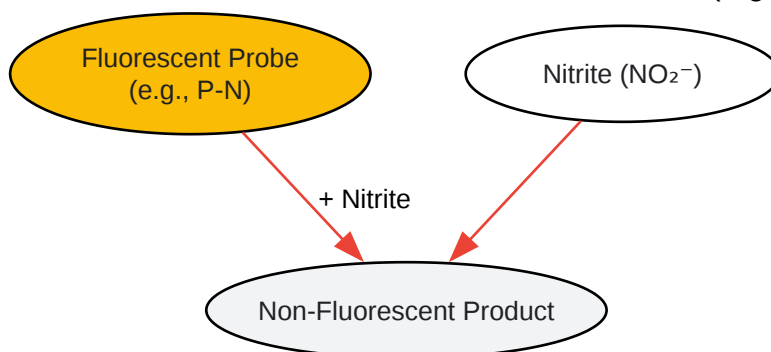 Fluorescent Probe
(e.g., P-N)
Nitrite (NO₂⁻)
+ Nitrite
Non-Fluorescent Product